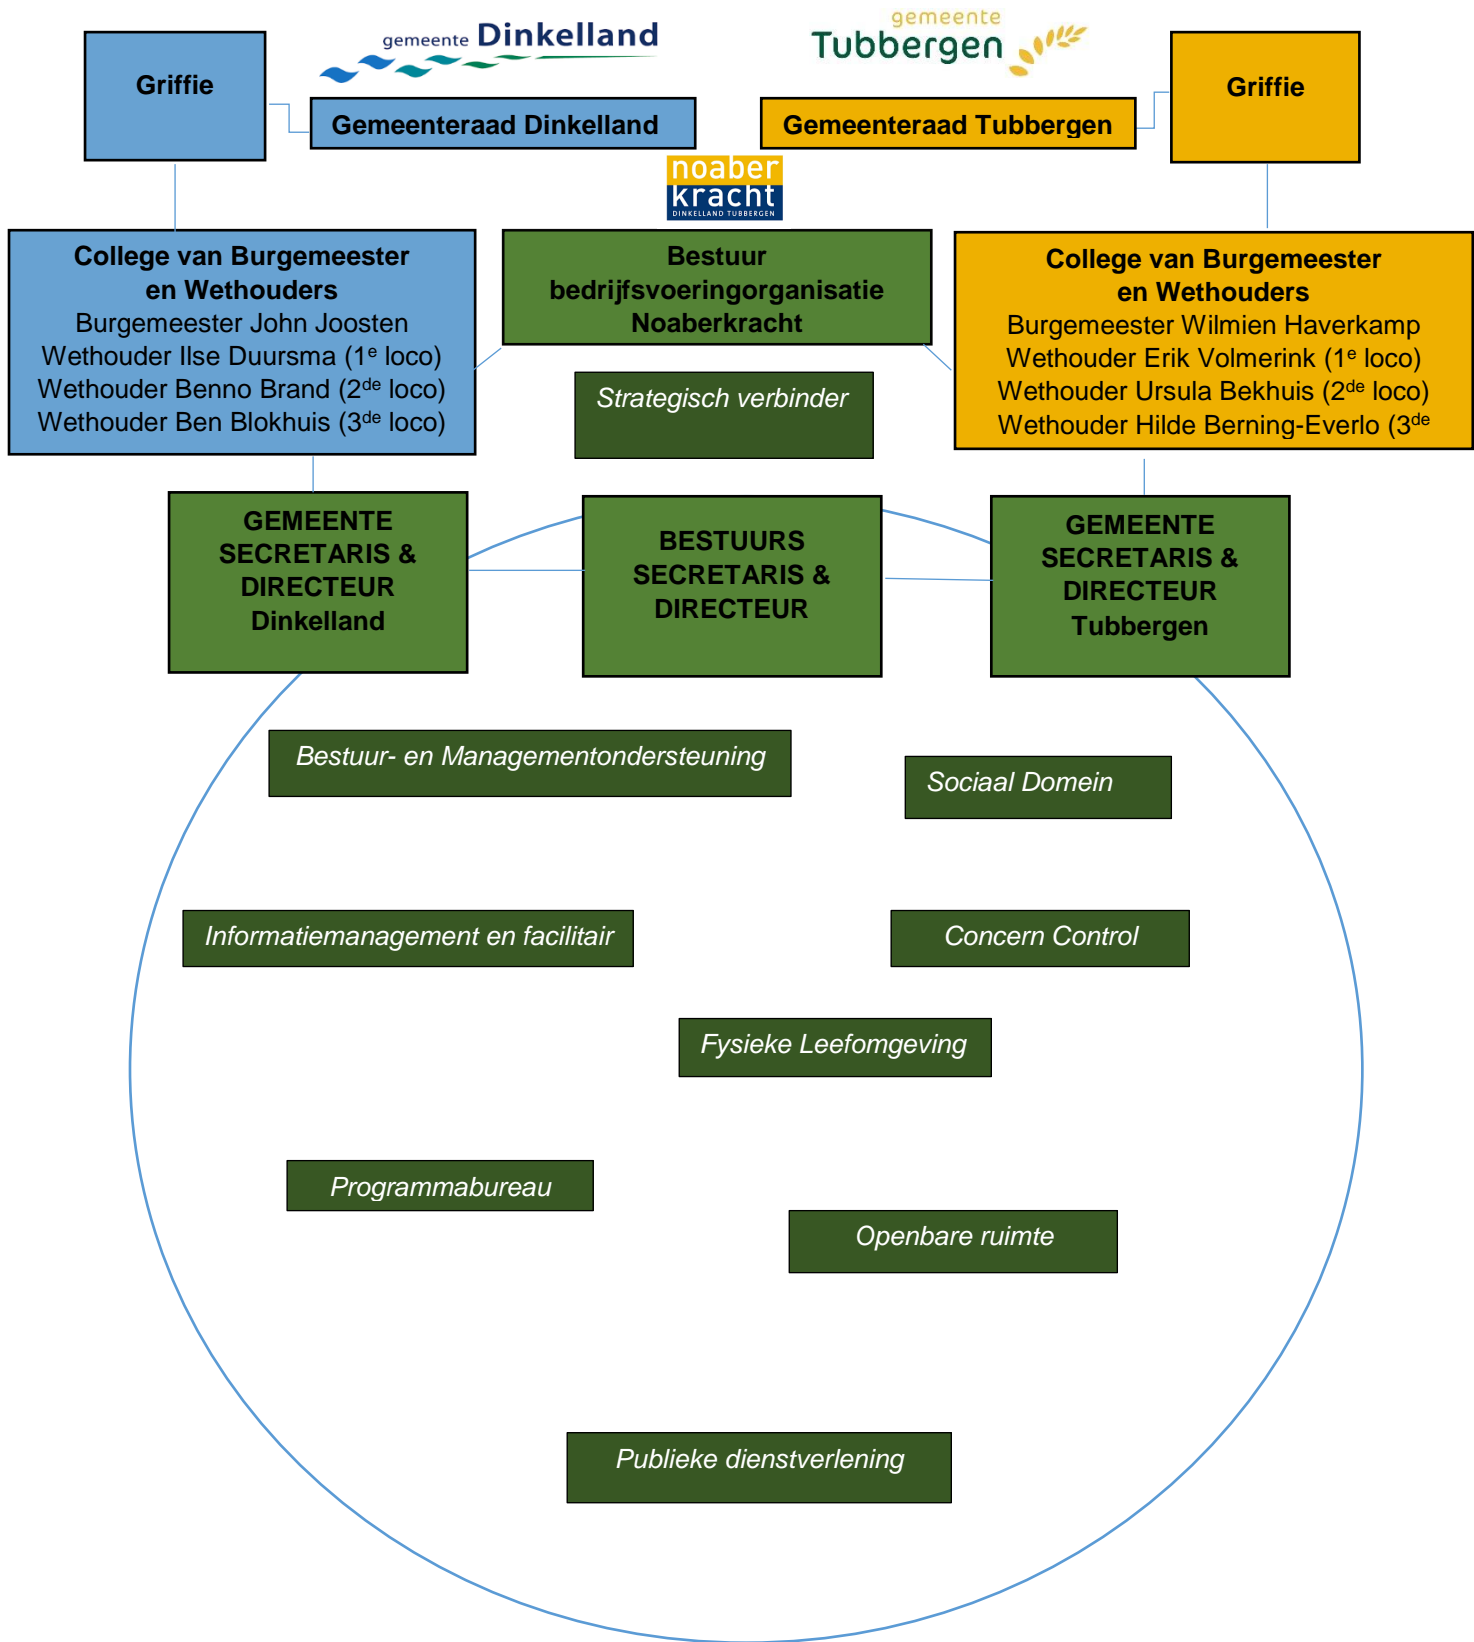 gemeente Dinkelland
gemeente
Tubbergen
Griffie
Gemeenteraad Dinkelland
Gemeenteraad Tubbergen
Griffie
noaber
kracht
DINKELLAND TUBBERGEN
College van Burgemeester
en Wethouders
Burgemeester John Joosten
Wethouder Ilse Duursma (1e loco)
Wethouder Benno Brand (2de loco)
Wethouder Ben Blokhuis (3de loco)
Bestuur
bedrijfsvoeringorganisatie
Noaberkracht
College van Burgemeester
en Wethouders
Burgemeester Wilmien Haverkamp
Wethouder Erik Volmerink (1e loco)
Wethouder Ursula Bekhuis (2de loco)
Wethouder Hilde Berning-Everlo (3de
Strategisch verbinder
GEMEENTE
SECRETARIS &
DIRECTEUR
Dinkelland
BESTUURS
SECRETARIS &
DIRECTEUR
GEMEENTE
SECRETARIS &
DIRECTEUR
Tubbergen
Bestuur- en Managementondersteuning
Sociaal Domein
Informatiemanagement en facilitair
Concern Control
Fysieke Leefomgeving
Programmabureau
Openbare ruimte
Publieke dienstverlening